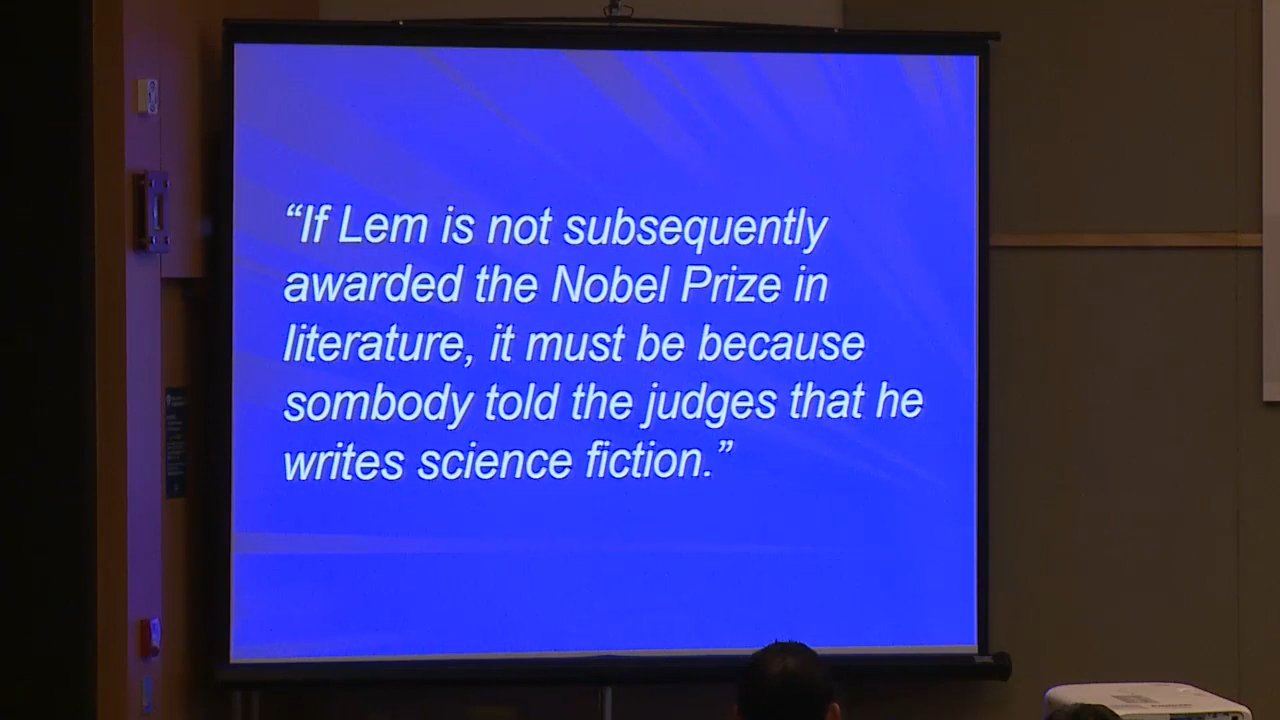 “If Lem is not subsequently
awarded the Nobel Prize in
literature, it must be because
sombody told the judges that he
writes science fiction.”